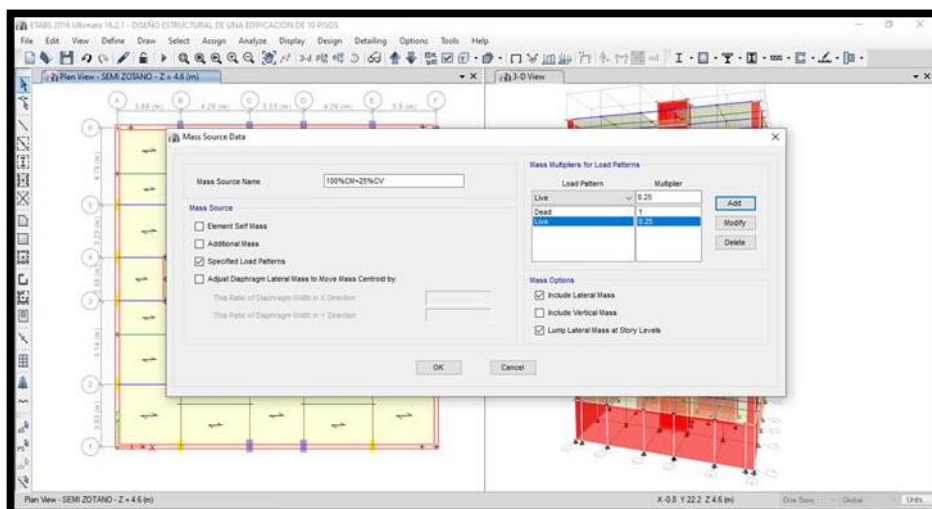 ETABS 2016 Ultimate 16.2.1 - DISEÑO ESTRUCTURAL DE UNA EDIFICACION DE 10 PISOS
File Edit View Define Draw Select Assign Analyze Display Design Detailing Options Tools Help
Plan View - SEMI ZOTANO - Z = 4.6 (m)
3-D View
Mass Source Data
Mass Source Name
100%CM+25%CV
Mass Source
Element Self Mass
Additional Mass
Specified Load Patterns
Adjust Diaphragm Lateral Mass to Move Mass Centroid by:
This Ratio of Diaphragm Width in X Direction
This Ratio of Diaphragm Width in Y Direction
Mass Multipliers for Load Patterns
Load Pattern Multiplier
Live 0.25
Dead 1
Live 0.25
Add
Modify
Delete
Mass Options
Include Lateral Mass
Include Vertical Mass
Lump Lateral Mass at Story Levels
OK Cancel
Plan View - SEMI ZOTANO - Z = 4.6 (m)
X -0.8 Y 22.2 Z 4.6 (m)
One Story
Global
Units...